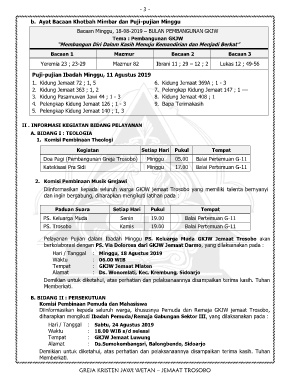 - 3 -
b. Ayat Bacaan Khotbah Mimbar dan Puji-pujian Minggu
Bacaan Minggu, 18-08-2019 – BULAN PEMBANGUNAN GKJW
Tema : Pembangunan GKJW
"Membangun Diri Dalam Kasih Menuju Kemandirian dan Menjadi Berkat"
Bacaan 1 Mazmur Bacaan 2 Bacaan 3
Yeremia 23 ; 23-29 Mazmur 82 Ibrani 11 ; 29 – 12 ; 2 Lukas 12 ; 49-56
Puji-pujian Ibadah Minggu, 11 Agustus 2019
1. Kidung Jemaat 72 ; 1, 5
2. Kidung Jemaat 363 ; 1, 2
3. Kidung Pasamuwan Jawi 44 ; 1 - 3
4. Pelengkap Kidung Jemaat 126 ; 1 - 3
5. Pelengkap Kidung Jemaat 140 ; 1, 3
6. Kidung Jemaat 369A ; 1 - 3
7. Pelengkap Kidung Jemaat 147 ; 1 ----
8. Kidung Jemaat 408 ; 1
9. Bapa Terimakasih
II . INFORMASI KEGIATAN BIDANG PELAYANAN
A. BIDANG I : TEOLOGIA
1. Komisi Pembinaan Theologi
Kegiatan Setiap Hari Pukul Tempat
Doa Pagi (Pembangunan Gereja Trosobo) Minggu 05.00 Balai Pertemuan G-11
Katekisasi Pra Sidi Minggu 17.00 Balai Pertemuan G-11
2. Komisi Pembinaan Musik Grejawi
Diinformasikan kepada seluruh warga GKJW Jemaat Trosobo yang memiliki talenta bernyanyi
dan ingin bergabung, diharapkan mengikuti latihan pada :
Paduan Suara Setiap Hari Pukul Tempat
PS. Keluarga Muda Senin 19.00 Balai Pertemuan G-11
PS. Trosobo Kamis 19.00 Balai Pertemuan G-11
Pelayanan Pujian dalam Ibadah Minggu PS. Keluarga Muda GKJW Jemaat Trosobo akan
berkolaborasi dengan PS. Via Dolorosa dari GKJW Jemaat Darmo, yang dilaksanakan pada :
Hari / Tanggal : Minggu, 18 Agustus 2019
Waktu : 06.00 WIB
Tempat : GKJW Jemaat Mlaten
Alamat : Ds. Wonomlati, Kec. Krembung, Sidoarjo
Demikian untuk diketahui, atas perhatian dan pelaksanaannya disampaikan terima kasih. Tuhan
Memberkati.
B. BIDANG II : PERSEKUTUAN
Komisi Pembinaan Pemuda dan Mahasiswa
Diinformasikan kepada seluruh warga, khususnya Pemuda dan Remaja GKJW jemaat Trosobo,
diharapkan mengikuti Ibadah Pemuda/Remaja Gabungan Sektor III, yang dilaksanakan pada :
Hari / Tanggal : Sabtu, 24 Agustus 2019
Waktu : 18.00 WIB s/d selesai
Tempat : GKJW Jemaat Luwung
Alamat
Demikian untuk diketahui, atas perhatian dan pelaksanaannya disampaikan terima kasih. Tuhan
Memberkati.
GREJA KRISTEN JAWI WETAN – JEMAAT TROSOBO